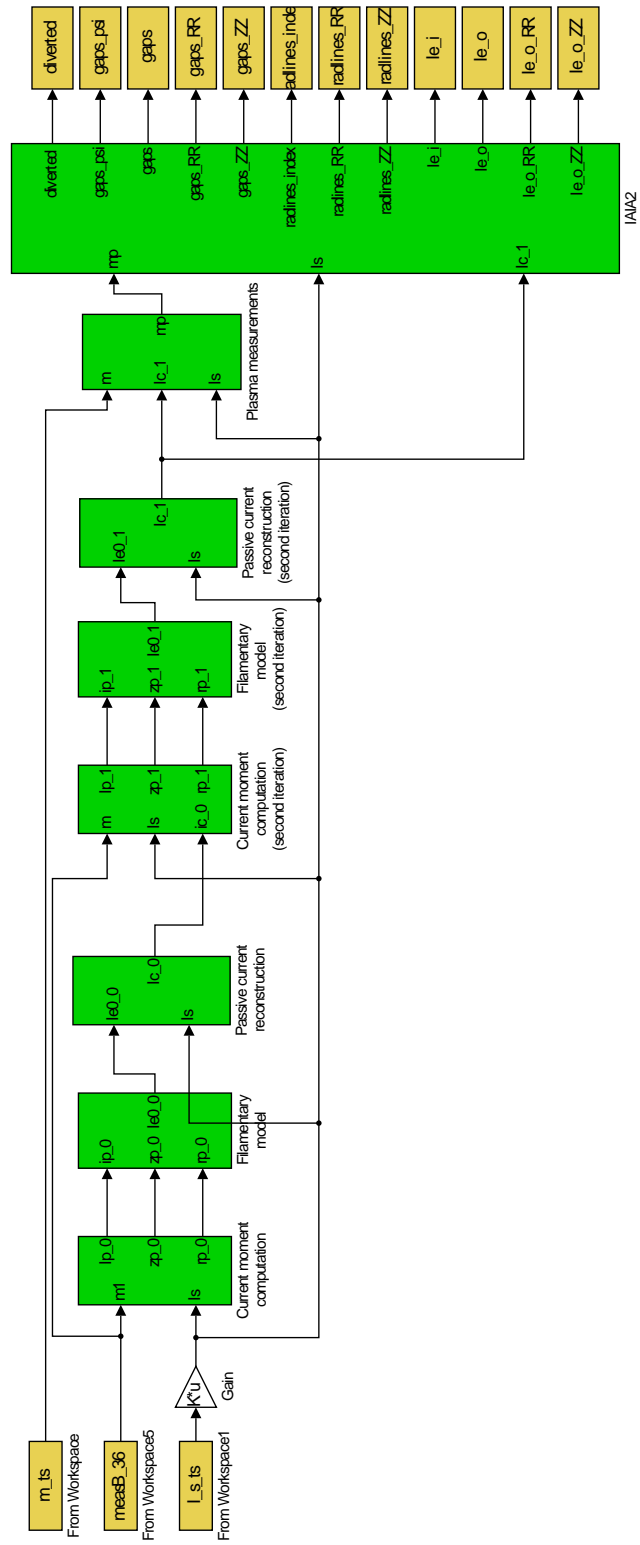 m_ts
From Workspace
measB_36
From Workspace5
I_s_ts
From Workspace1
K*u
Gain
m1
Is
Ip_0
zp_0
rp_0
Current moment
computation
ip_0
zp_0
rp_0
Ie0_0
Filamentary
model
Ie0_0
Is
Ic_0
Passive current
reconstruction
m
Is
ic_0
Ip_1
zp_1
rp_1
Current moment
computation
(second iteration)
ip_1
zp_1
rp_1
Ie0_1
Filamentary
model
(second iteration)
Ie0_1
Is
Ic_1
Passive current
reconstruction
(second iteration)
m
Ic_1
Is
mp
Plasma measurements
mp
Is
Ic_1
diverted
gaps_psi
gaps
gaps_RR
gaps_ZZ
radlines_index
radlines_RR
radlines_ZZ
Ie_i
Ie_o
Ie_o_RR
Ie_o_ZZ
IAIA2
diverted
gaps_psi
gaps
gaps_RR
gaps_ZZ
radlines_index
radlines_RR
radlines_ZZ
Ie_i
Ie_o
Ie_o_RR
Ie_o_ZZ